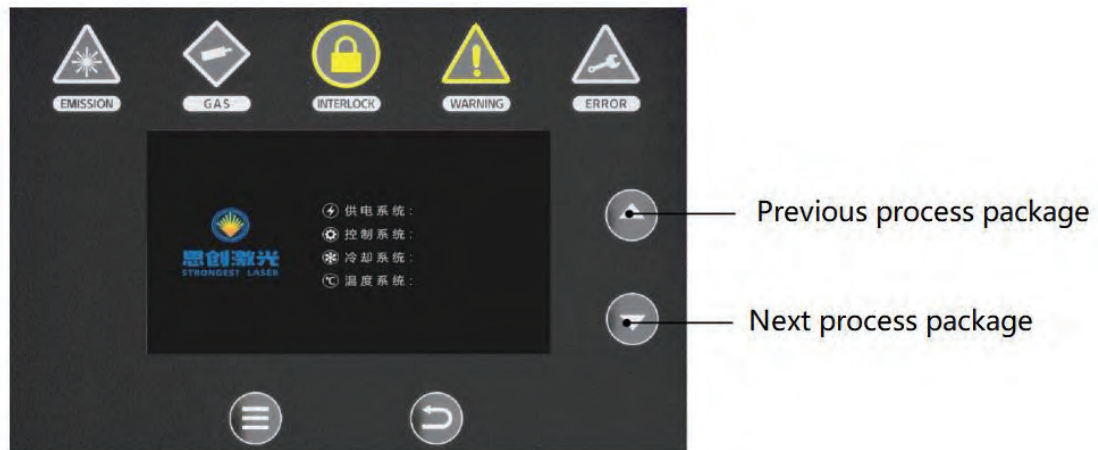 EMISSION
GAS
INTERLOCK
WARNING
ERROR
供电系统:
控制系统:
冷却系统:
温度系统:
思创激光
STRONGEST LASER
Previous process package
Next process package